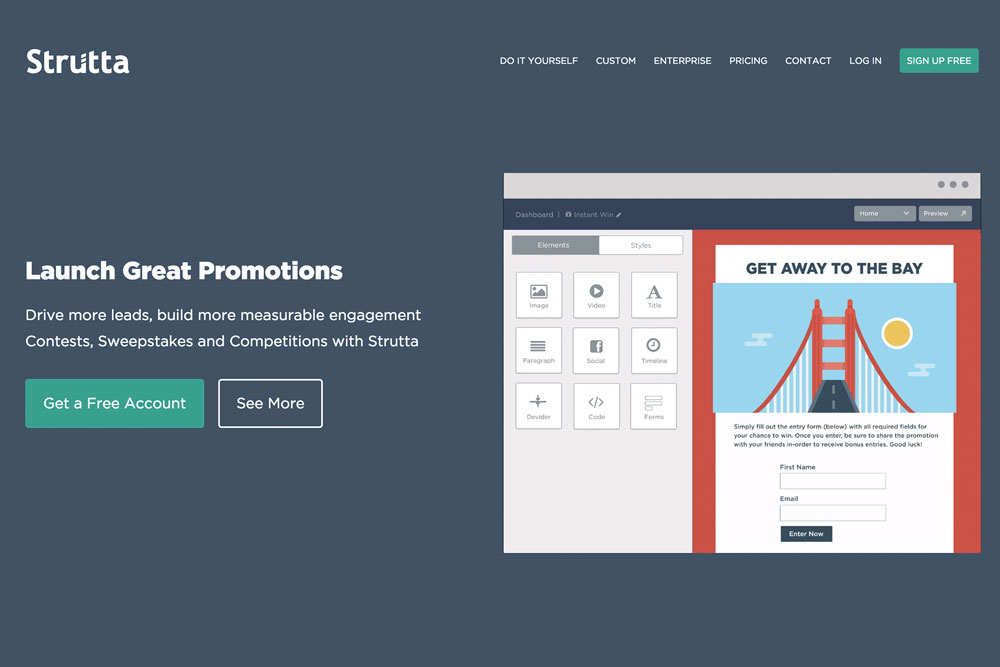 Strutta
DO IT YOURSELF CUSTOM ENTERPRISE PRICING CONTACT LOG IN SIGN UP FREE
Launch Great Promotions
Drive more leads, build more measurable engagement
Contests, Sweepstakes and Competitions with Strutta
Get a Free Account See More
Dashboard | Instent Win Home Preview
Elements Styles
Image Video Title
Paragraph Social Timeline
Devider Code Forms
GET AWAY TO THE BAY
Simply fill out the entry form (below) with all required fields for
your chance to win. Once you enter, be sure to share the promotion
with your friends in-order to receive bonus entries. Good luck!
First Name
Email
Enter Now